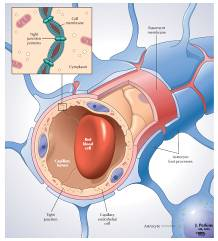 Cell
membrane
Tight
junction
proteins
Cytoplasm
Basement
membrane
Red
blood
cell
Capillary
lumen
Astrocyte
foot processes
Tight
junction
Capillary
endothelial
cell
Astrocyte
J. Perkins